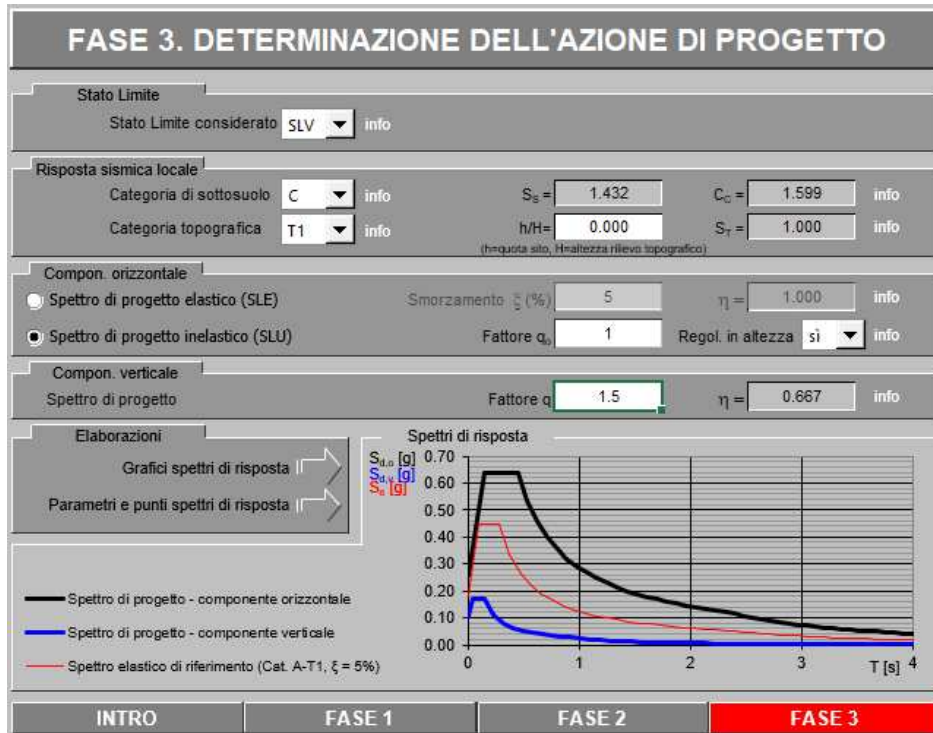 FASE 3. DETERMINAZIONE DELL'AZIONE DI PROGETTO
Stato Limite
Stato Limite considerato SLV info
Risposta sismica locale
Categoria di sottosuolo C info S_S = 1.432 C_C = 1.599 info
Categoria topografica T1 info h/H= 0.000 S_T = 1.000 info
(h=quota sito, H=altezza rilievo topografico)
Compon. orizzontale
Spettro di progetto elastico (SLE) Smorzamento ξ (%) 5 η = 1.000 info
Spettro di progetto inelastico (SLU) Fattore q_o 1 Regol. in altezza sì info
Compon. verticale
Spettro di progetto Fattore q 1.5 η = 0.667 info
Elaborazioni
Grafici spettri di risposta
Parametri e punti spettri di risposta
Spettri di risposta
S_d,o [g]
S_d,v [g]
S_e [g]
0.70
0.60
0.50
0.40
0.30
0.20
0.10
0.00
0 1 2 3 4
T [s]
Spettro di progetto - componente orizzontale
Spettro di progetto - componente verticale
Spettro elastico di riferimento (Cat. A-T1, ξ = 5%)
INTRO FASE 1 FASE 2 FASE 3